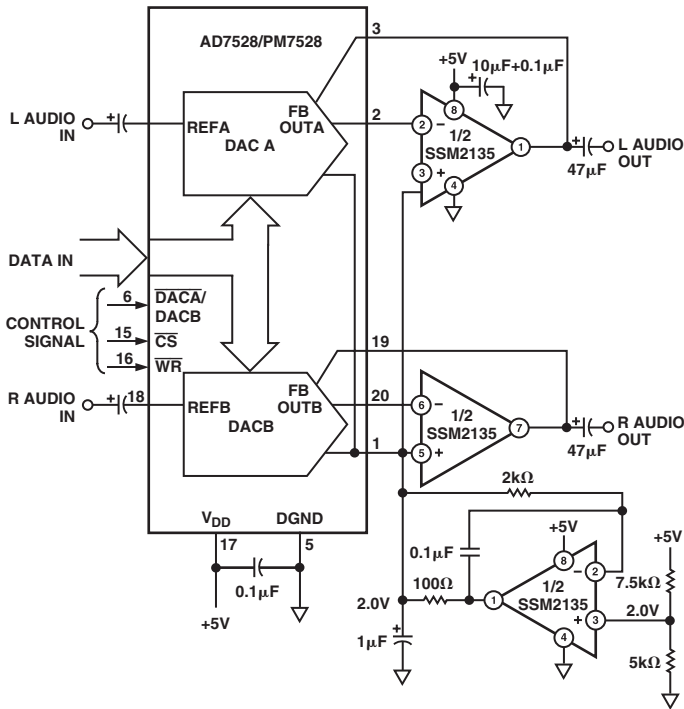 AD7528/PM7528
3
+5V
10μF+0.1μF
+
8
L AUDIO
IN
+
REFA
FB
OUTA
DAC A
2
2
–
1/2
SSM2135
1
3
+
4
+
47μF
L AUDIO
OUT
DATA IN
CONTROL
SIGNAL
6
DACA/
DACB
15
CS
16
WR
19
R AUDIO
IN
+
18
REFB
FB
OUTB
DACB
20
6
–
1/2
SSM2135
7
1
5
+
+
47μF
R AUDIO
OUT
2kΩ
VDD
DGND
17
5
0.1μF
+5V
0.1μF
100Ω
2.0V
+
1μF
+5V
8
1
1/2
SSM2135
–
2
+
3
4
2.0V
+5V
7.5kΩ
5kΩ